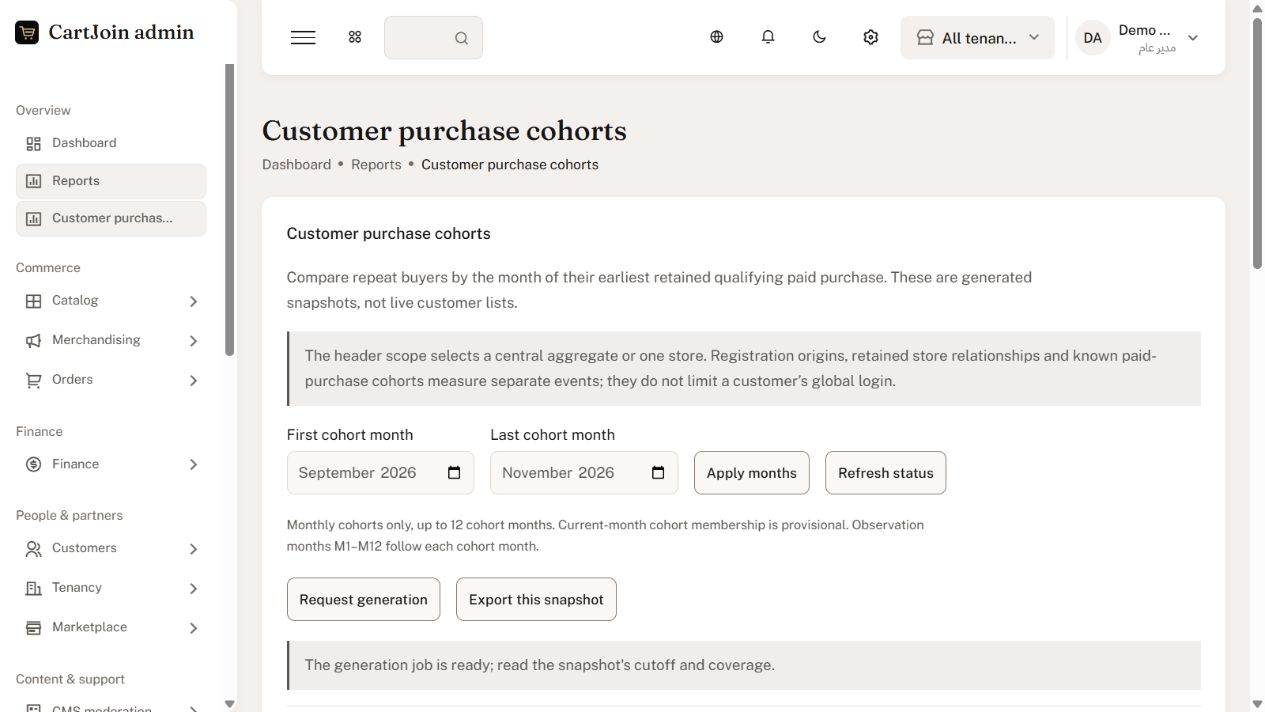 CartJoin admin
All tenan...
DA
Demo ...
مدير عام
Overview
Dashboard
Reports
Customer purchas...
Commerce
Catalog
Merchandising
Orders
Finance
Finance
People & partners
Customers
Tenancy
Marketplace
Content & support
CMS moderation
Customer purchase cohorts
Dashboard • Reports • Customer purchase cohorts
Customer purchase cohorts
Compare repeat buyers by the month of their earliest retained qualifying paid purchase. These are generated
snapshots, not live customer lists.
The header scope selects a central aggregate or one store. Registration origins, retained store relationships and known paid-
purchase cohorts measure separate events; they do not limit a customer's global login.
First cohort month
Last cohort month
September 2026
November 2026
Apply months
Refresh status
Monthly cohorts only, up to 12 cohort months. Current-month cohort membership is provisional. Observation
months M1–M12 follow each cohort month.
Request generation
Export this snapshot
The generation job is ready; read the snapshot's cutoff and coverage.